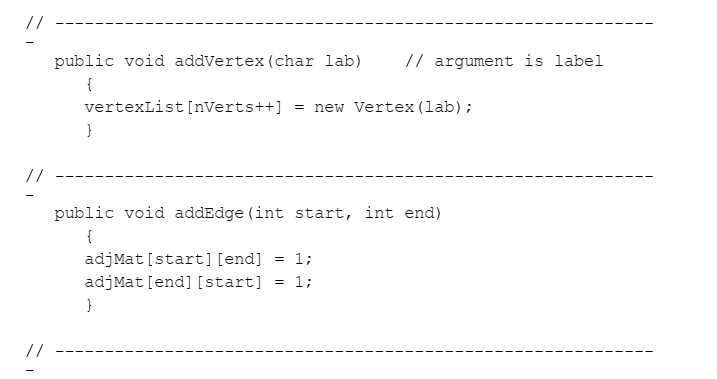 // ------------------------------------------------------------
-
public void addVertex(char lab)    // argument is label
{
vertexList[nVerts++] = new Vertex(lab);
}
// ------------------------------------------------------------
-
public void addEdge(int start, int end)
{
adjMat[start][end] = 1;
adjMat[end][start] = 1;
}
// ------------------------------------------------------------
-